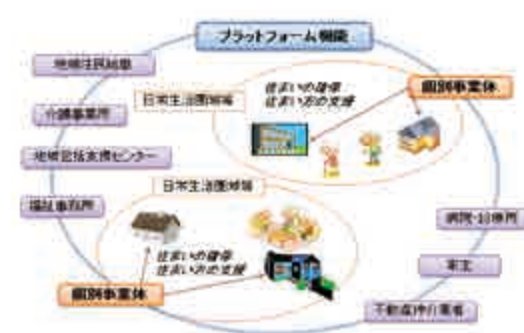 プラットフォーム機能
地域住民組織
個別事業体
住まいの確保
住まい方の支援
日常生活圏域
介護事業所
地域包括支援センター
日常生活圏域
福祉事務所
病院・診療所
住まいの確保
住まい方の支援
家主
個別事業体
不動産仲介業者